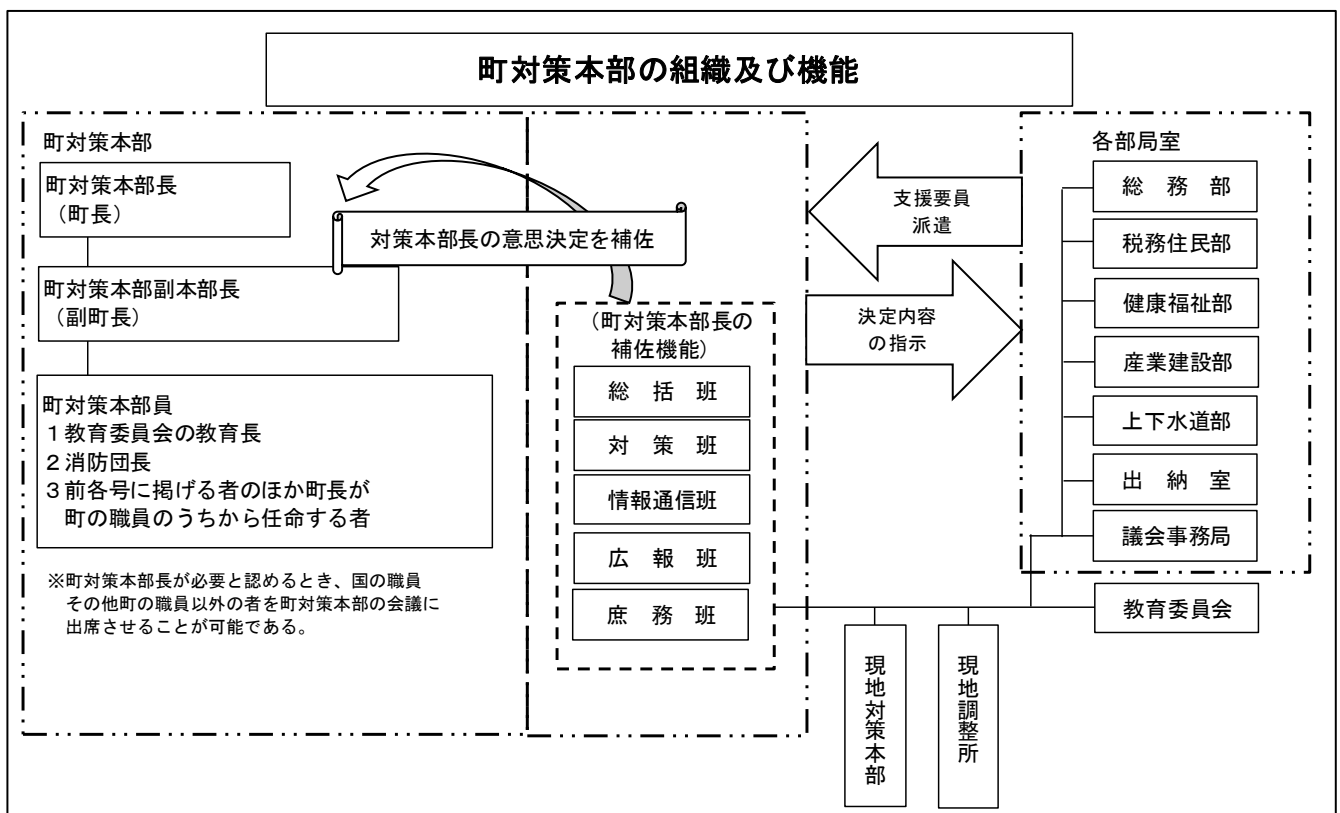 町対策本部の組織及び機能
町対策本部
町対策本部長
（町長）
町対策本部副本部長
（副町長）
町対策本部員
１教育委員会の教育長
２消防団長
３前各号に掲げる者のほか町長が
町の職員のうちから任命する者
※町対策本部長が必要と認めるとき、国の職員
その他町の職員以外の者を町対策本部の会議に
出席させることが可能である。
対策本部長の意思決定を補佐
（町対策本部長の
補佐機能）
総　括　班
対　策　班
情報通信班
広　報　班
庶　務　班
支援要員
派遣
決定内容
の指示
各部局室
総　務　部
税務住民部
健康福祉部
産業建設部
上下水道部
出　納　室
議会事務局
教育委員会
現地対策本部
現地調整所